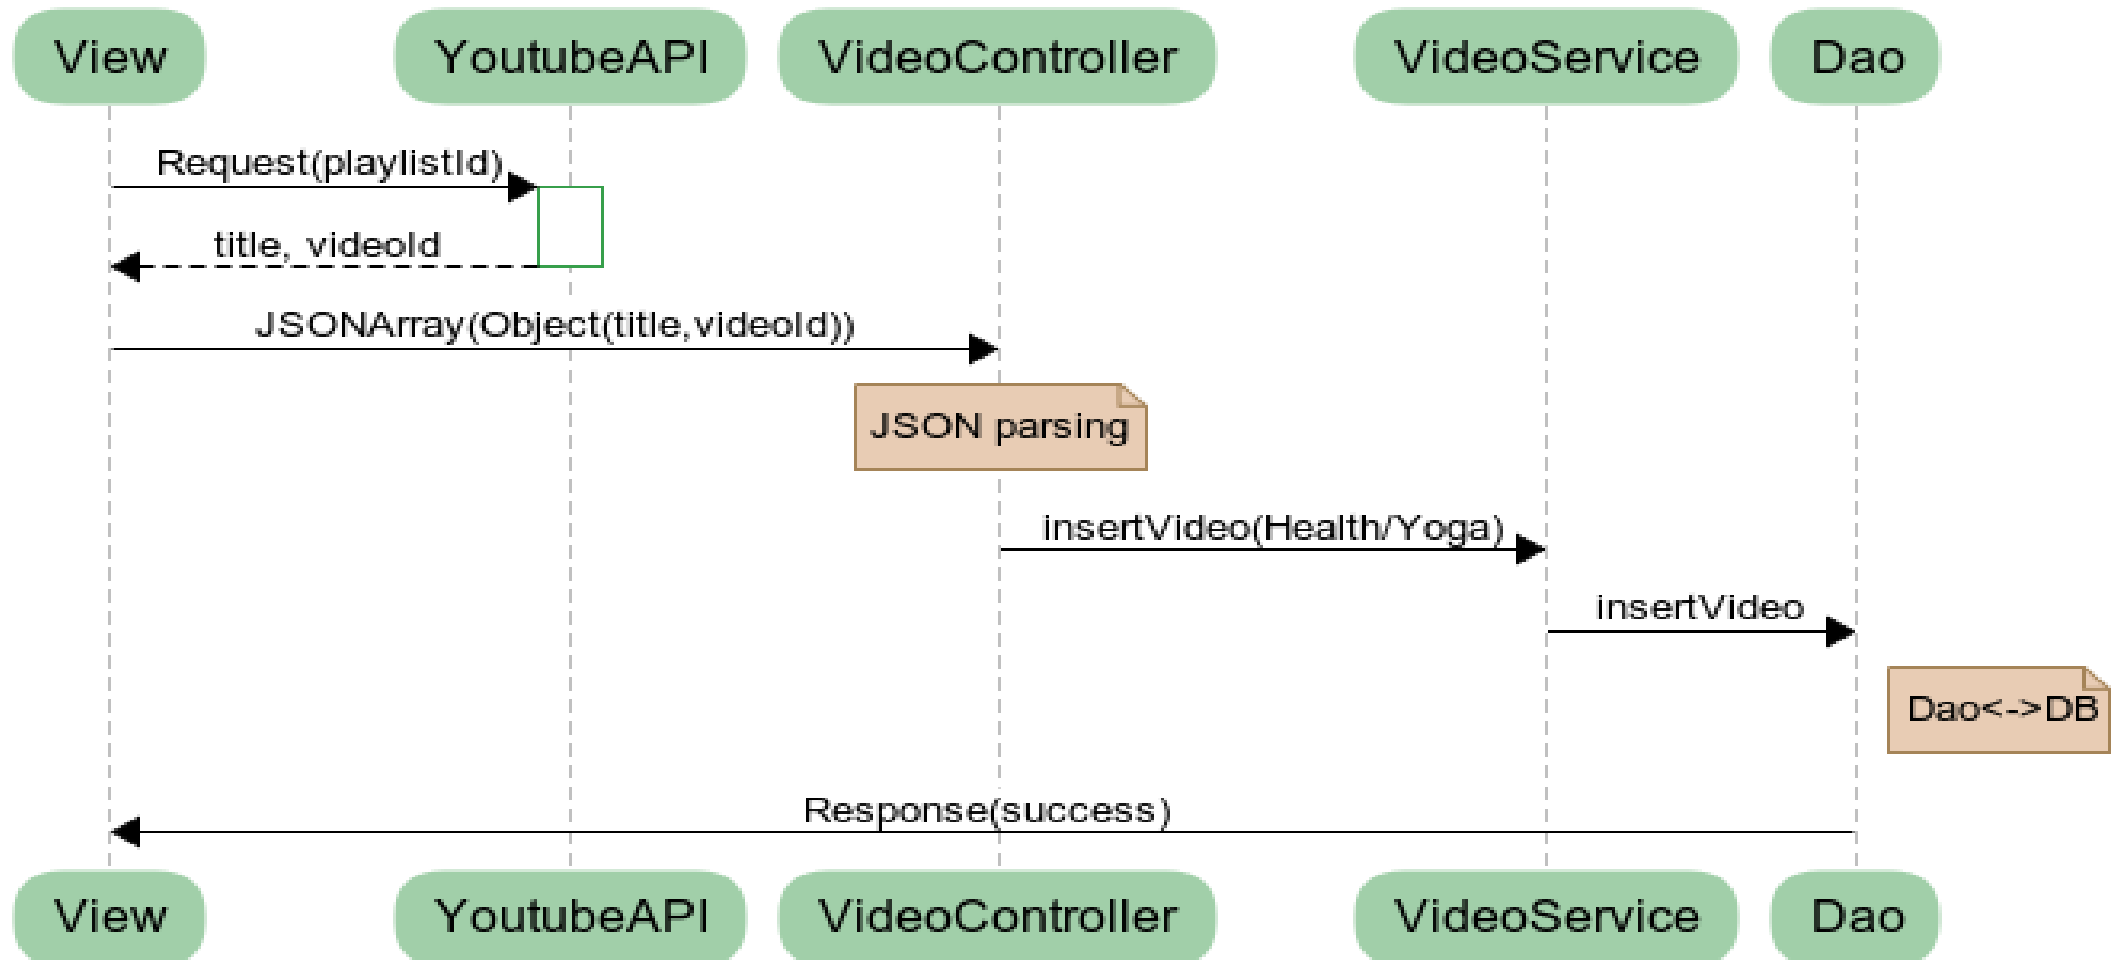 View YoutubeAPI VideoController VideoService Dao
Request(playlistId)
title, videoId
JSONArray(Object(title,videoId))
JSON parsing
insertVideo(Health/Yoga)
insertVideo
Dao<->DB
Response(success)
View YoutubeAPI VideoController VideoService Dao